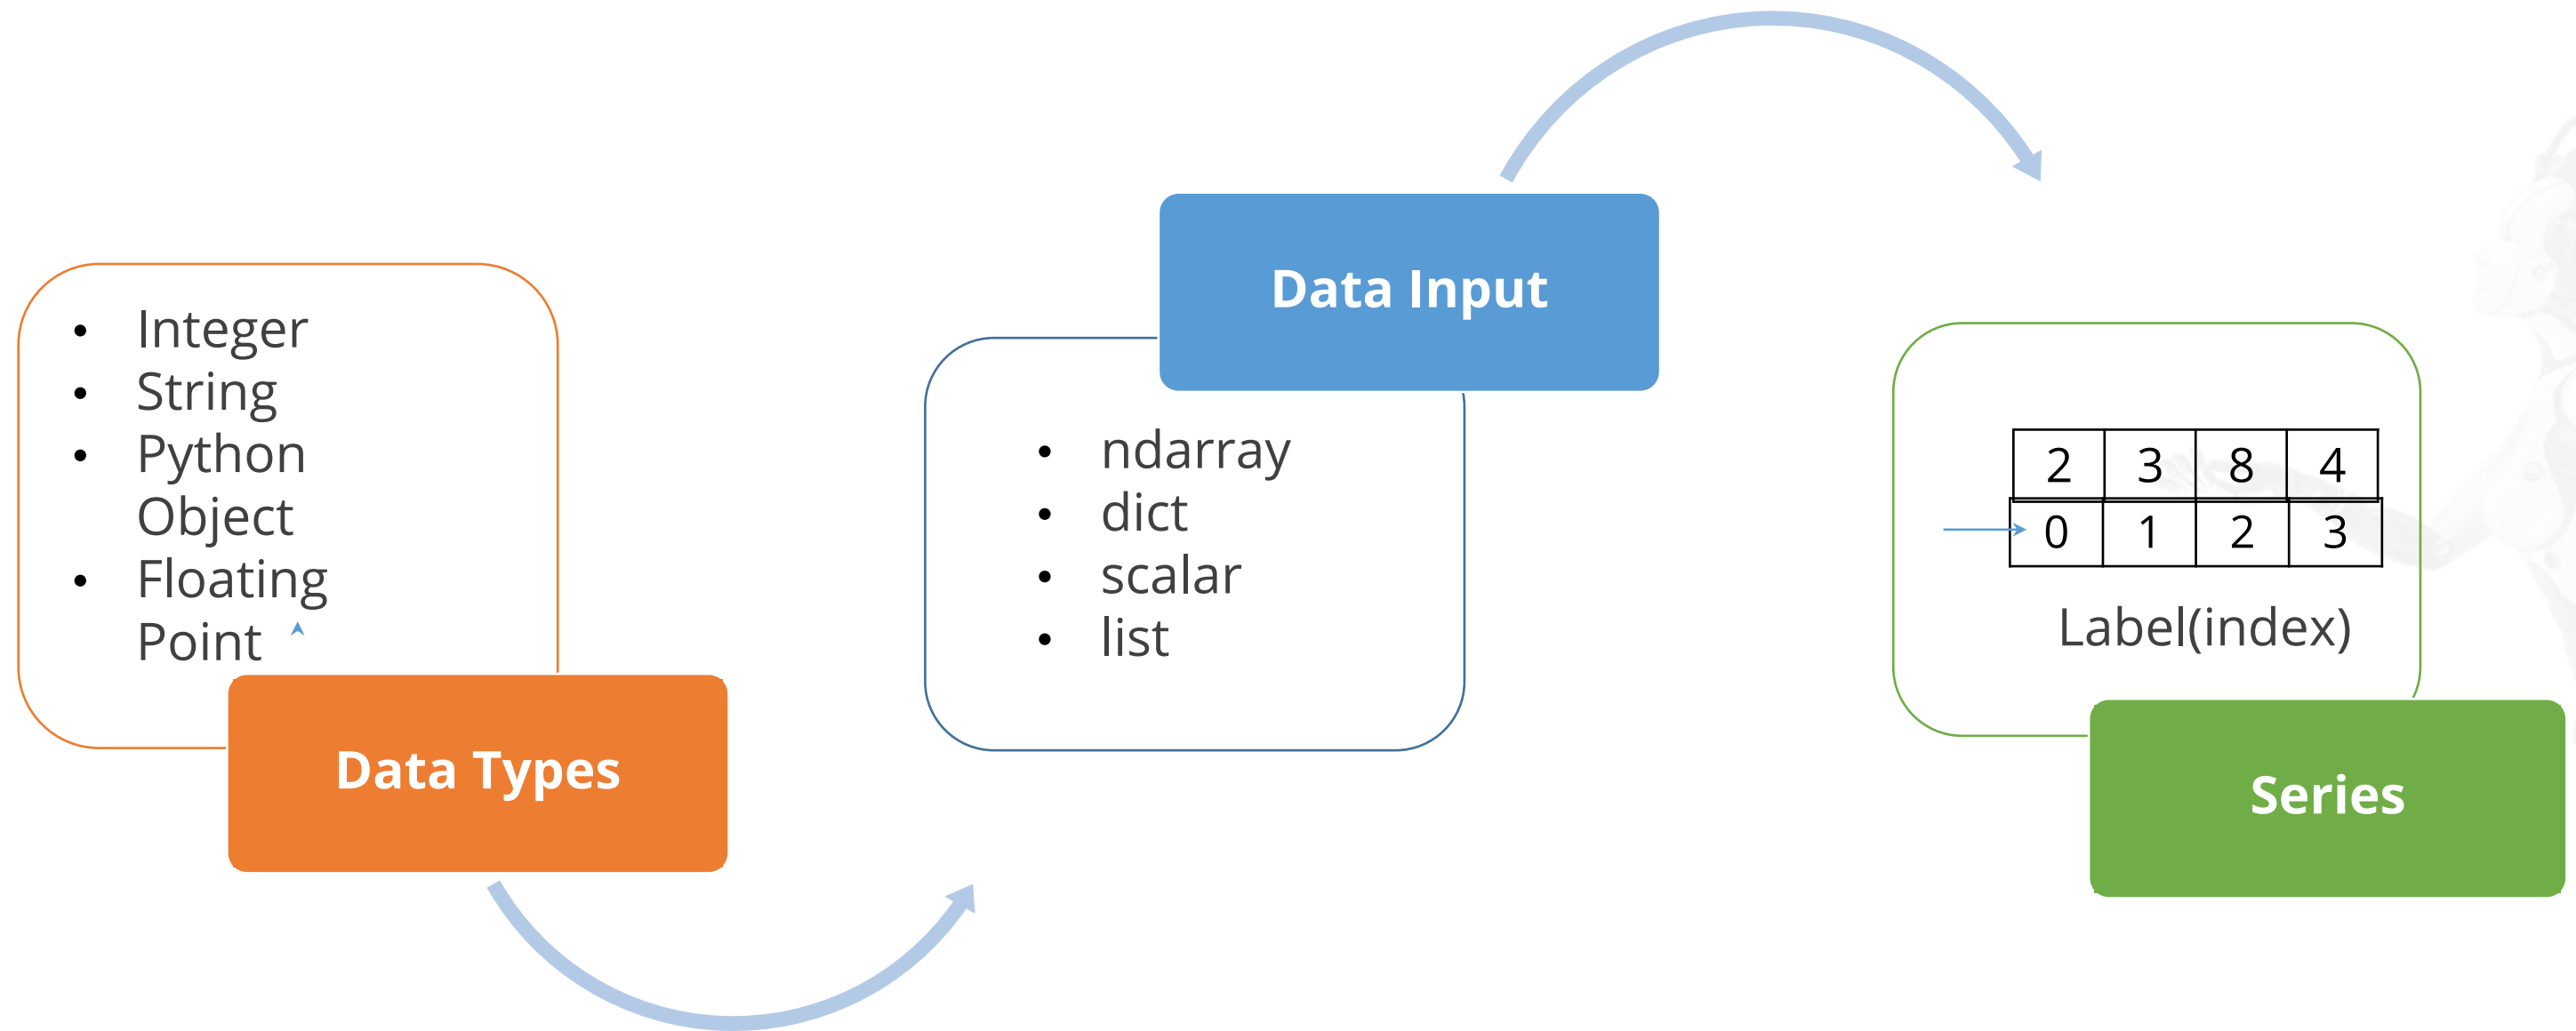 • Integer
• String
• Python
Object
• Floating
Point
Data Types
Data Input
• ndarray
• dict
• scalar
• list
2 3 8 4
0 1 2 3
Label(index)
Series